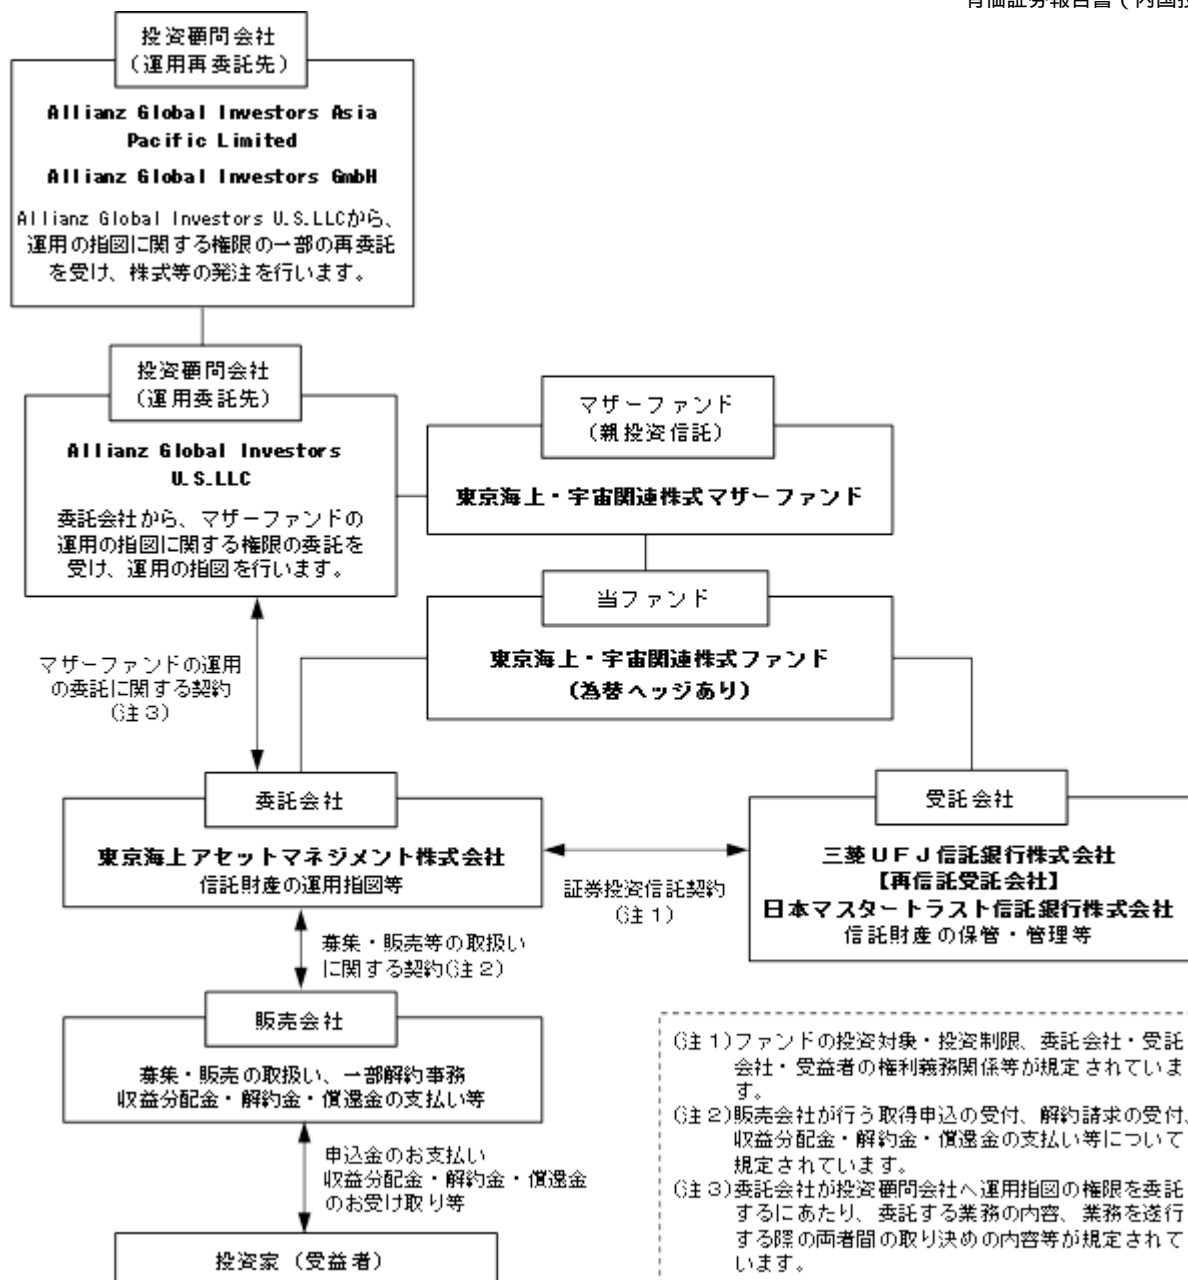 有価証券報告書（内国投
投資顧問会社
（運用再委託先）
Allianz Global Investors Asia
Pacific Limited
Allianz Global Investors GmbH
Allianz Global Investors U.S.LLCから、
運用の指図に関する権限の一部の再委託
を受け、株式等の発注を行います。
投資顧問会社
（運用委託先）
Allianz Global Investors
U.S.LLC
委託会社から、マザーファンドの
運用の指図に関する権限の委託を
受け、運用の指図を行います。
マザーファンド
（親投資信託）
東京海上・宇宙関連株式マザーファンド
当ファンド
東京海上・宇宙関連株式ファンド
（為替ヘッジあり）
マザーファンドの運用
の委託に関する契約
（注３）
委託会社
東京海上アセットマネジメント株式会社
信託財産の運用指図等
証券投資信託契約
（注１）
受託会社
三菱ＵＦＪ信託銀行株式会社
【再信託受託会社】
日本マスタートラスト信託銀行株式会社
信託財産の保管・管理等
募集・販売等の取扱い
に関する契約（注２）
販売会社
募集・販売の取扱い、一部解約事務
収益分配金・解約金・償還金の支払い等
申込金のお支払い
収益分配金・解約金・償還金
のお受け取り等
投資家（受益者）
（注１）ファンドの投資対象・投資制限、委託会社・受託
会社・受益者の権利義務関係等が規定されていま
す。
（注２）販売会社が行う取得申込の受付、解約請求の受付、
収益分配金・解約金・償還金の支払い等について
規定されています。
（注３）委託会社が投資顧問会社へ運用指図の権限を委託
するにあたり、委託する業務の内容、業務を遂行
する際の両者間の取り決めの内容等が規定されて
います。